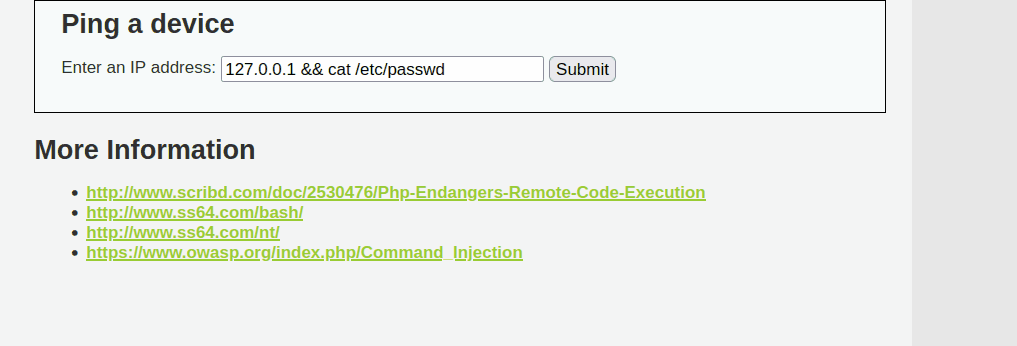 Ping a device
Enter an IP address: 127.0.0.1 && cat /etc/passwd Submit
More Information
http://www.scribd.com/doc/2530476/Php-Endangers-Remote-Code-Execution
http://www.ss64.com/bash/
http://www.ss64.com/nt/
https://www.owasp.org/index.php/Command_Injection